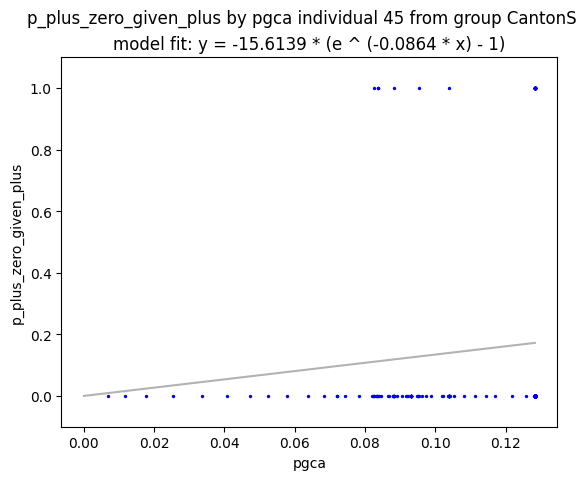 p_plus_zero_given_plus by pgca individual 45 from group CantonS
model fit: y = -15.6139 * (e ^ (-0.0864 * x) - 1)
p_plus_zero_given_plus
1.0
0.8
0.6
0.4
0.2
0.0
0.00 0.02 0.04 0.06 0.08 0.10 0.12
pgca